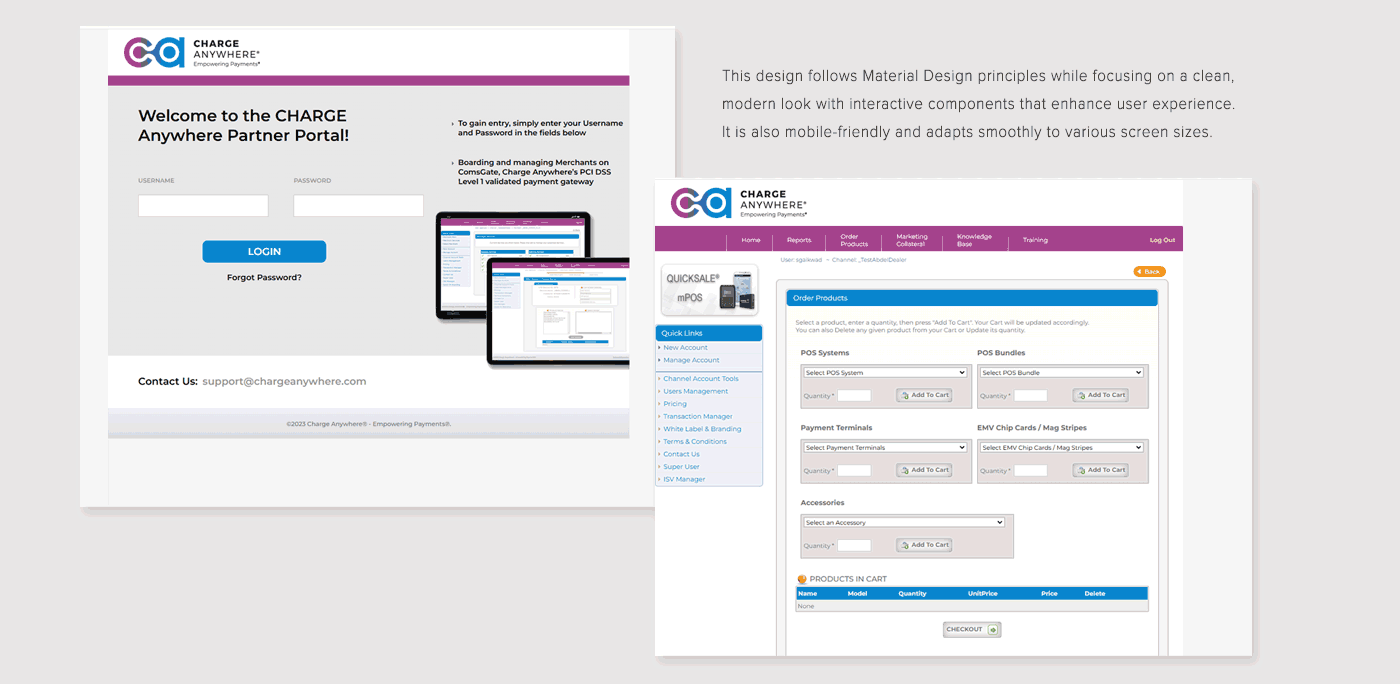 CHARGE
ANYWHERE®
Empowering Payments®
Welcome to the CHARGE
Anywhere Partner Portal!
USERNAME
PASSWORD
LOGIN
Forgot Password?
› To gain entry, simply enter your Username
and Password in the fields below
› Boarding and managing Merchants on
ComsGate, Charge Anywhere's PCI DSS
Level 1 validated payment gateway
Contact Us: support@chargeanywhere.com
©2023 Charge Anywhere® - Empowering Payments®.
This design follows Material Design principles while focusing on a clean,
modern look with interactive components that enhance user experience.
It is also mobile-friendly and adapts smoothly to various screen sizes.
CHARGE
ANYWHERE®
Empowering Payments®
Home
Reports
Order
Products
Marketing
Collateral
Knowledge
Base
Training
Log Out
User: sgaikwad - Channel: _TestAbdelDealer
Back
QUICKSALE®
mPOS
Quick Links
New Account
Manage Account
Channel Account Tools
Users Management
Pricing
Transaction Manager
White Label & Branding
Terms & Conditions
Contact Us
Super User
ISV Manager
Order Products
Select a product, enter a quantity, then press "Add To Cart". Your Cart will be updated accordingly.
You can also Delete any given product from your Cart or Update its quantity.
POS Systems
Select POS System
Quantity * Add To Cart
POS Bundles
Select POS Bundle
Quantity * Add To Cart
Payment Terminals
Select Payment Terminals
Quantity * Add To Cart
EMV Chip Cards / Mag Stripes
Select EMV Chip Cards / Mag Stripes
Quantity * Add To Cart
Accessories
Select an Accessory
Quantity * Add To Cart
PRODUCTS IN CART
Name Model Quantity UnitPrice Price Delete
None
CHECKOUT